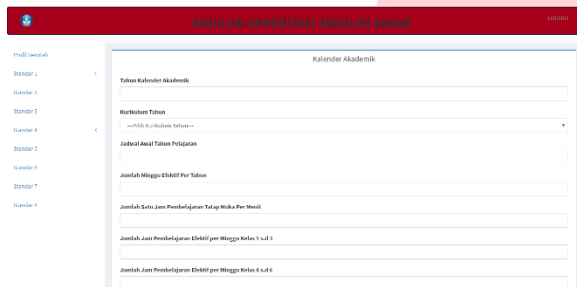 SIMULASI AKREDITASI SEKOLAH DASAR
LOGOUT
Profil Sekolah
Standar 1
Standar 2
Standar 3
Standar 4
Standar 5
Standar 6
Standar 7
Standar 8
Kalender Akademik
Tahun Kalender Akademik
Kurikulum Tahun
---Pilih Kurikulum Tahun---
Jadwal Awal Tahun Pelajaran
Jumlah Minggu Efektif Per Tahun
Jumlah Satu Jam Pembelajaran Tatap Muka Per Menit
Jumlah Jam Pembelajaran Efektif per Minggu Kelas 1 s.d 3
Jumlah Jam Pembelajaran Efektif per Minggu Kelas 4 s.d 6